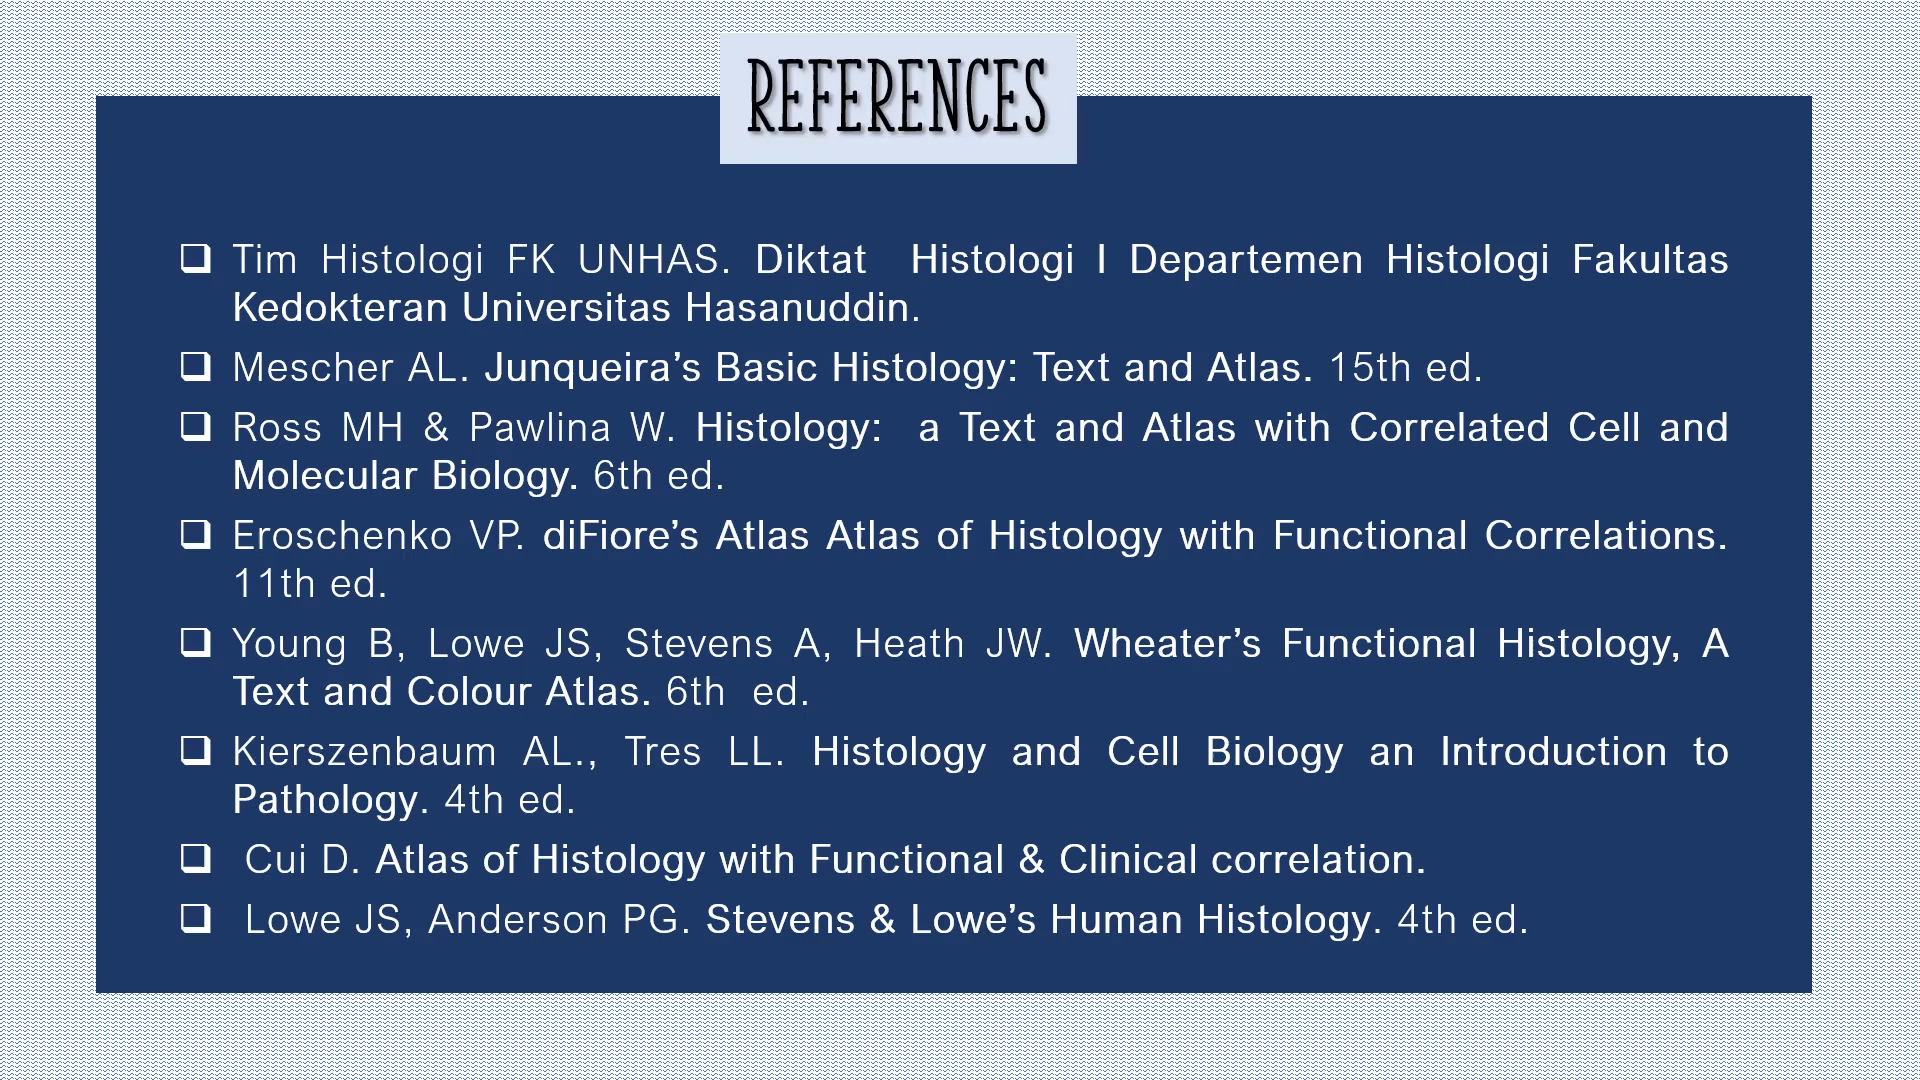 REFERENCES
Tim Histologi FK UNHAS. Diktat Histologi I Departemen Histologi Fakultas
Kedokteran Universitas Hasanuddin.
Mescher AL. Junqueira’s Basic Histology: Text and Atlas. 15th ed.
Ross MH & Pawlina W. Histology: a Text and Atlas with Correlated Cell and
Molecular Biology. 6th ed.
Eroschenko VP. diFiore’s Atlas Atlas of Histology with Functional Correlations.
11th ed.
Young B, Lowe JS, Stevens A, Heath JW. Wheater’s Functional Histology, A
Text and Colour Atlas. 6th ed.
Kierszenbaum AL., Tres LL. Histology and Cell Biology an Introduction to
Pathology. 4th ed.
Cui D. Atlas of Histology with Functional & Clinical correlation.
Lowe JS, Anderson PG. Stevens & Lowe’s Human Histology. 4th ed.